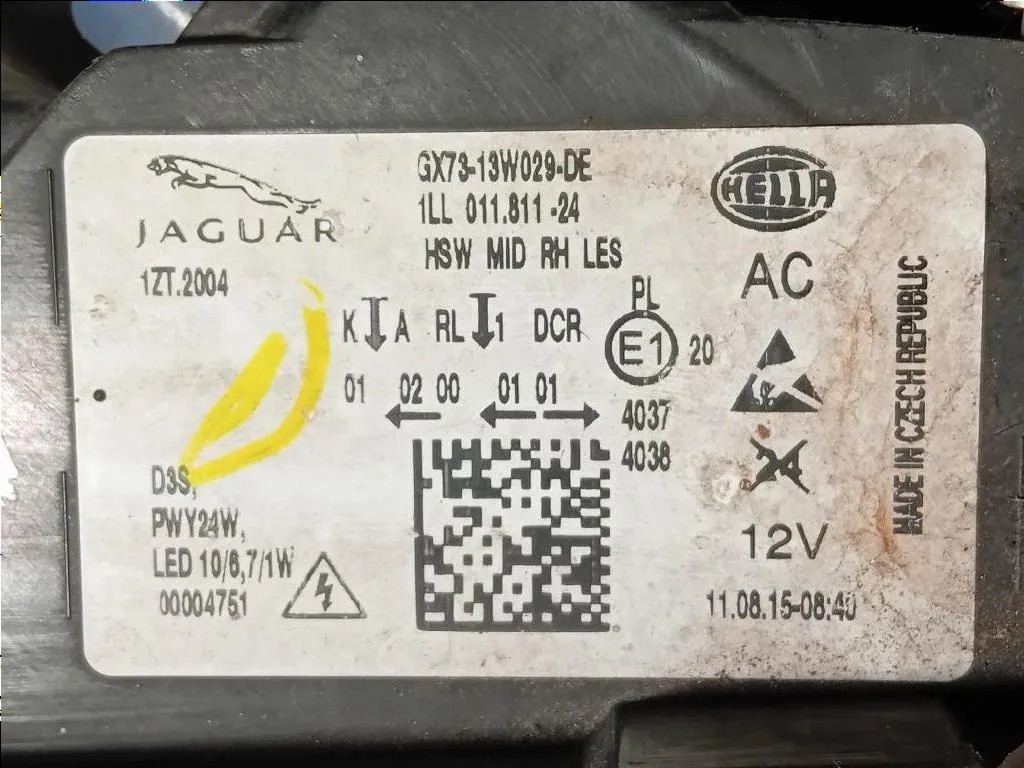 JAGUAR
1ZT.2004
GX73-13W029-DE
1LL 011.811-24
HSW MID RH LES
HELLA
AC
K A RL 1 DCR
01 02 00 01 01
PL
E1 20
4037
4038
D3S,
PWY24W,
LED 10/6,7/1W
00004751
12V
11.08.15-08:40
MADE IN CZECH REPUBLIC